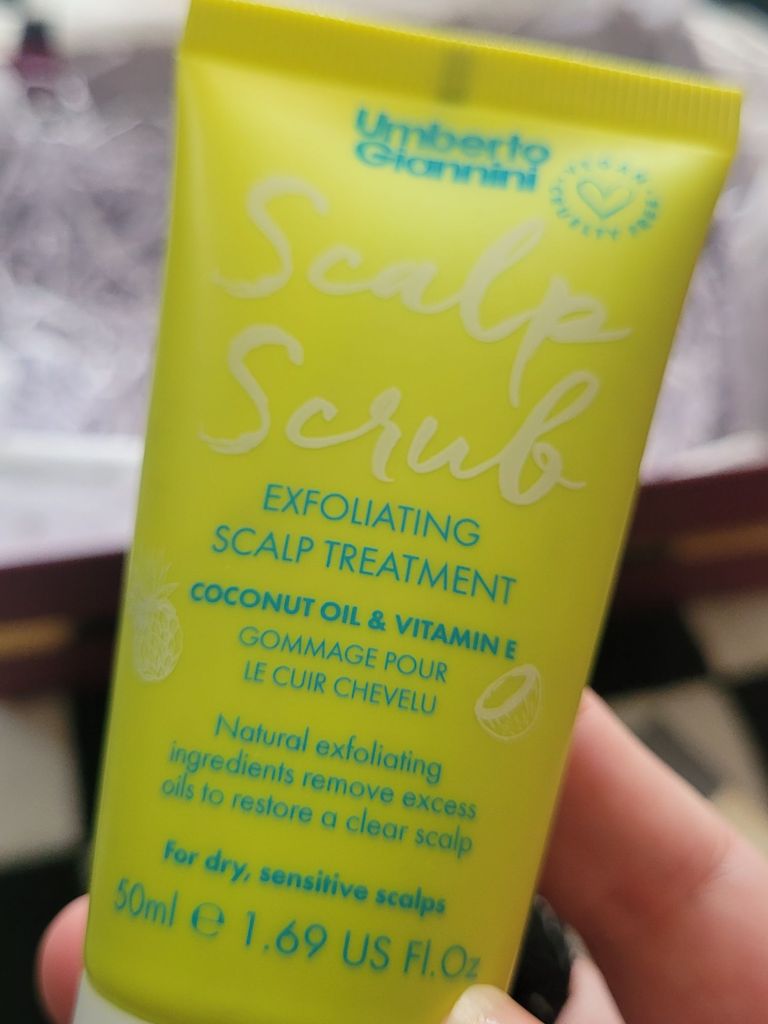 Umberto
Giannini
VEGAN
CRUELTY FREE
Scalp
Scrub
EXFOLIATING
SCALP TREATMENT
COCONUT OIL & VITAMIN E
GOMMAGE POUR
LE CUIR CHEVELU
Natural exfoliating
ingredients remove excess
oils to restore a clear scalp
For dry, sensitive scalps
50ml ℮ 1.69 US Fl.Oz